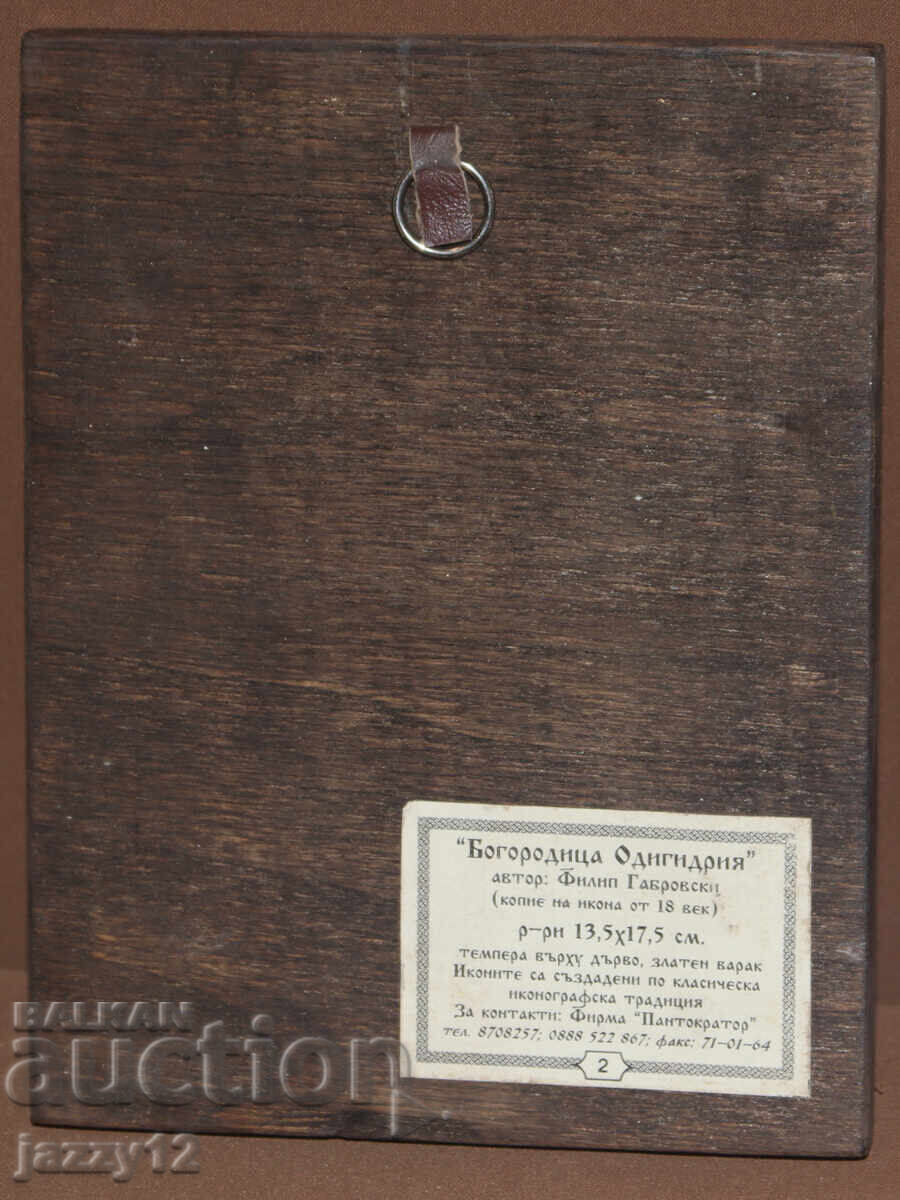 "Богородица Одигидрия"
автор: Филип Габровски
(копие на икона от 18 век)
р-ри 13,5х17,5 см.
темпера върху дърво, златен варак
Иконите са създадени по класическа
иконографска традиция
За контакти: Фирма "Пантократор"
тел. 8708257; 0888 522 867; факс: 71-01-64
2
BALKAN
auction
jazzy12